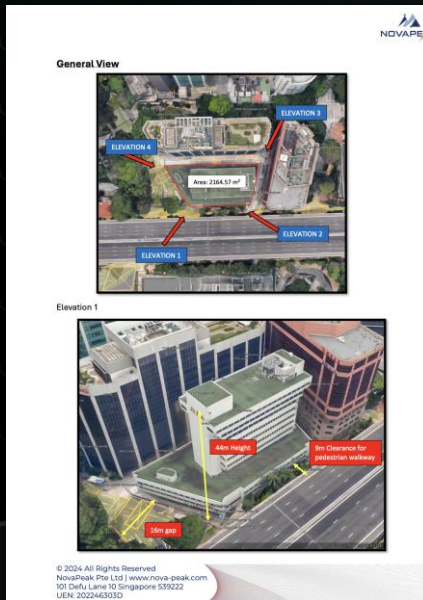 NOVAPE
General View
ELEVATION 3
ELEVATION 4
Area: 2164.57 m²
ELEVATION 2
ELEVATION 1
Elevation 1
44m Height
9m Clearance for
pedestrian walkway
16m gap
© 2024 All Rights Reserved
NovaPeak Pte Ltd | www.nova-peak.com
101 Defu Lane 10 Singapore 539222
UEN: 202246303D